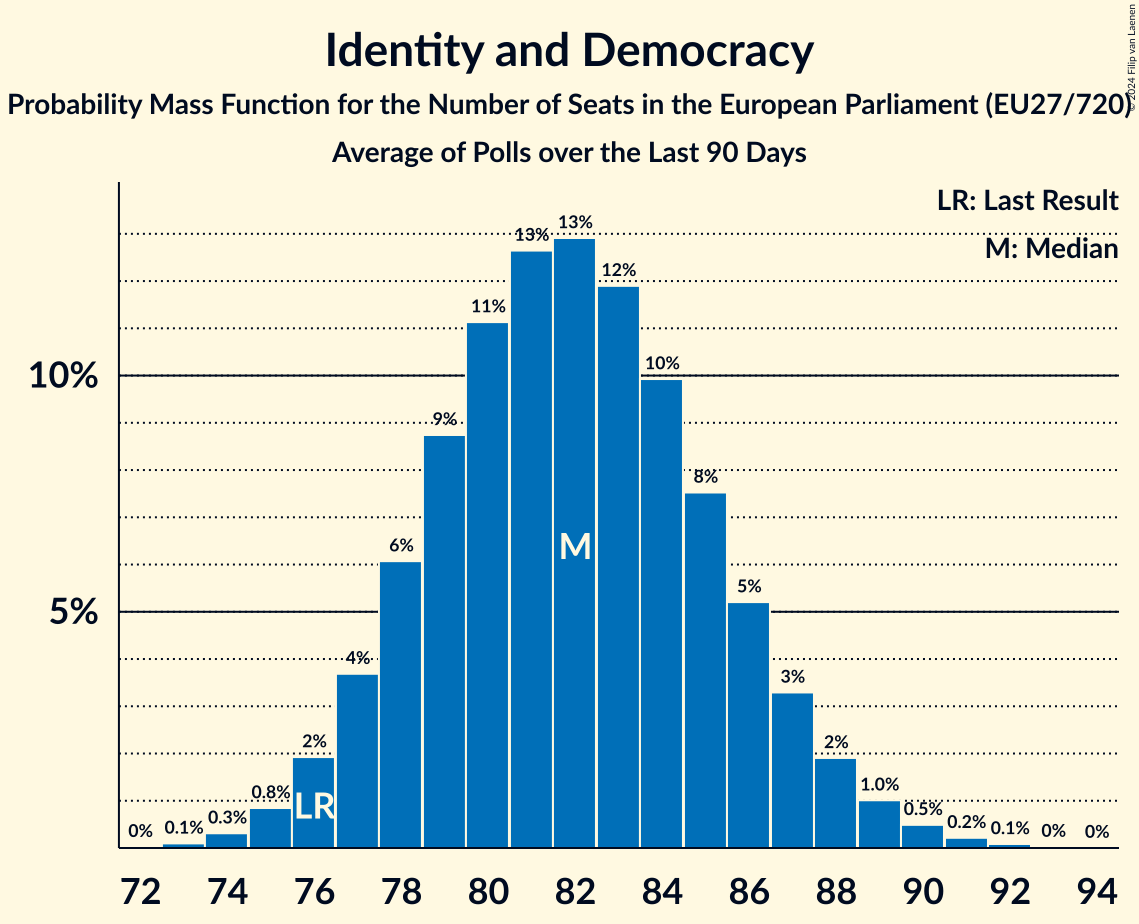 Identity and Democracy
Probability Mass Function for the Number of Seats in the European Parliament (EU27/720)
Average of Polls over the Last 90 Days
© 2024 Filip van Laenen
LR: Last Result
M: Median
13%
13%
12%
11%
10%
10%
9%
8%
M
6%
5%
5%
4%
3%
2%
2%
LR
0.8%
1.0%
0%
0.1%
0.3%
0.5%
0.2%
0.1%
0%
0%
72 74 76 78 80 82 84 86 88 90 92 94